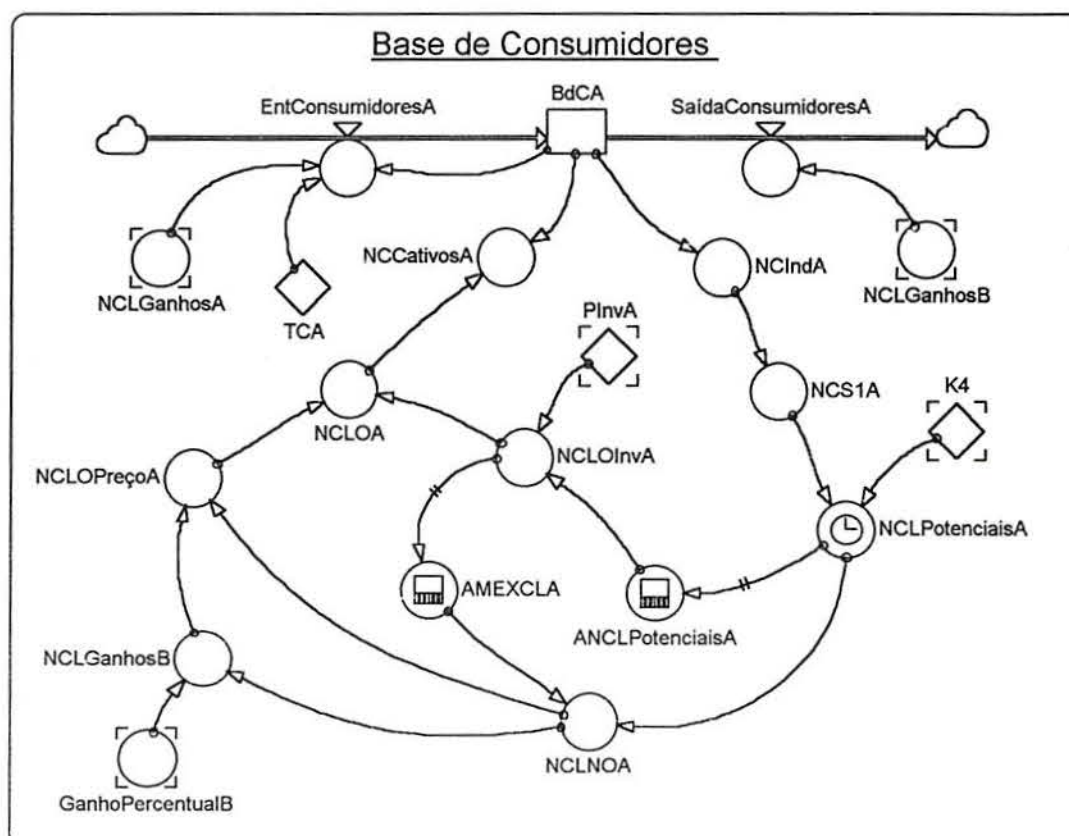 Base de Consumidores
EntConsumidoresA
BdCA
SaídaConsumidoresA
NCLGanhosA
TCA
NCCativosA
NCIndA
NCLGanhosB
PInvA
NCLOA
NCS1A
K4
NCLOPreçoA
NCLOInvA
NCLPotenciaisA
AMEXCLA
ANCLPotenciaisA
NCLGanhosB
NCLNOA
GanhoPercentualB